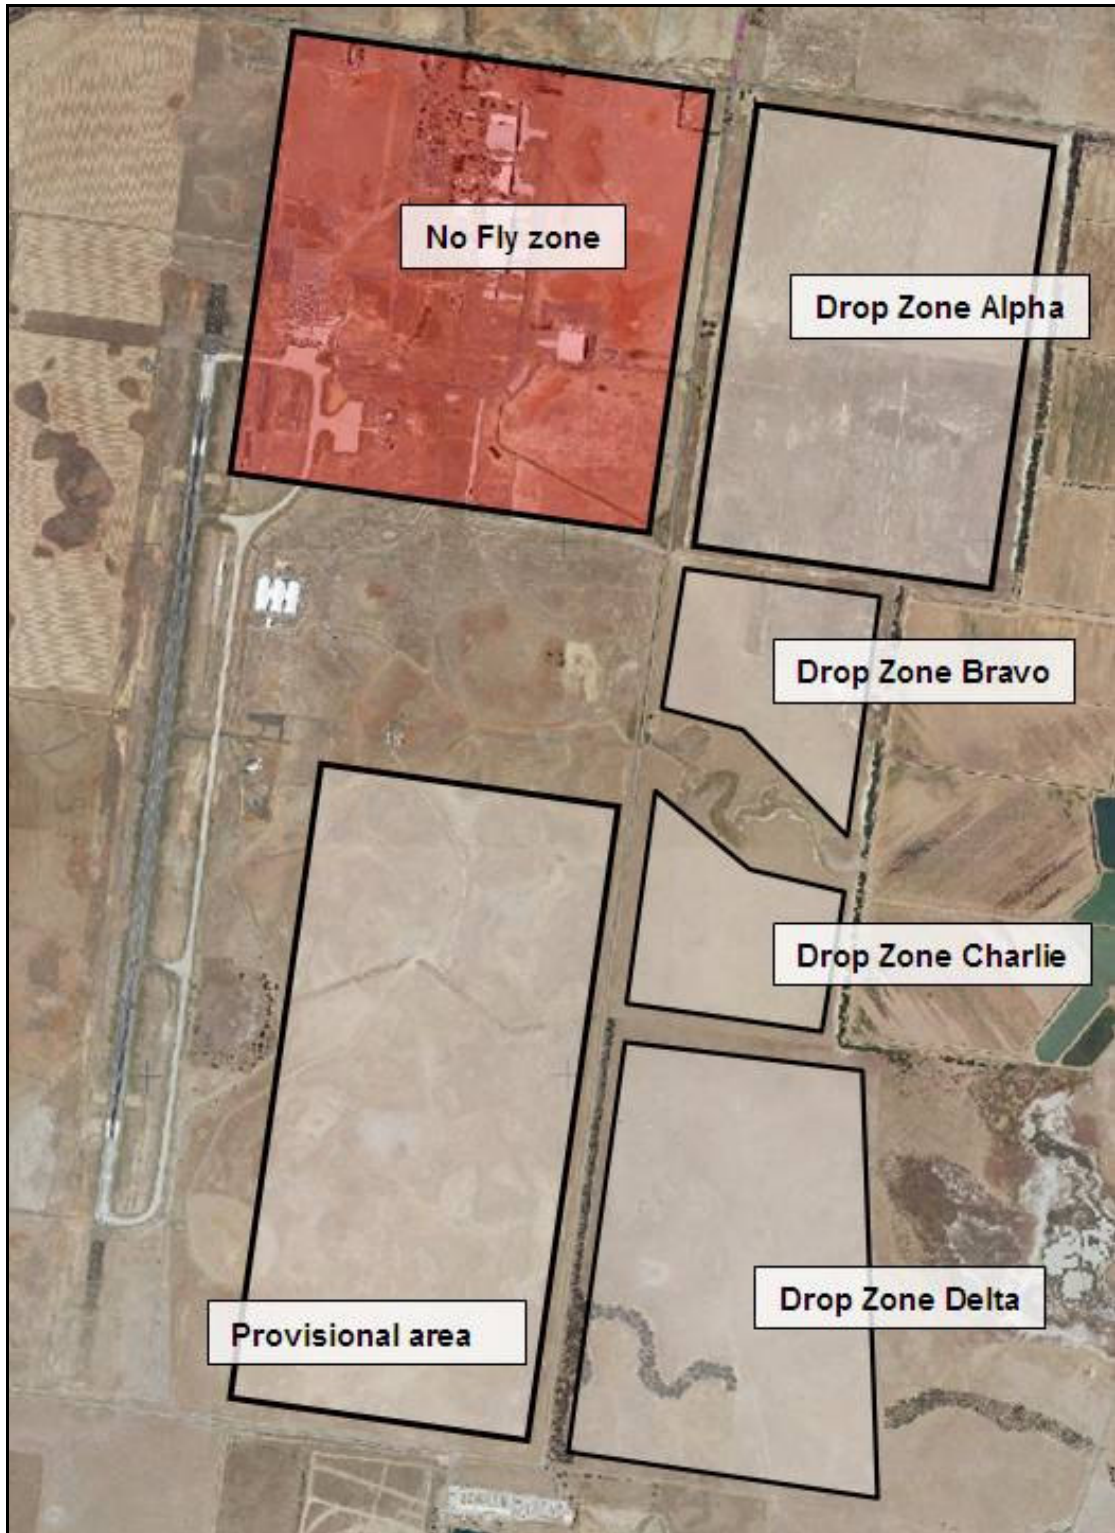 No Fly zone
Drop Zone Alpha
Drop Zone Bravo
Drop Zone Charlie
Drop Zone Delta
Provisional area